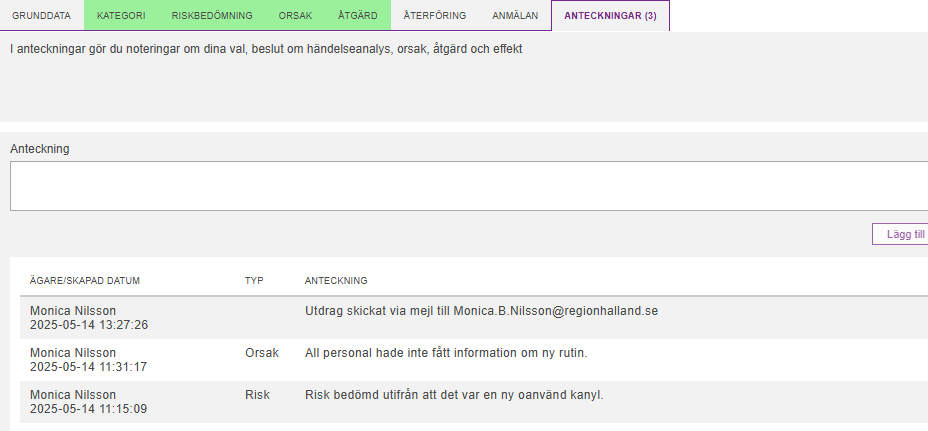 GRUNDDATA KATEGORI RISKBEDÖMNING ORSAK ÅTGÄRD ÅTERFÖRING ANMÄLAN ANTECKNINGAR (3)
I anteckningar gör du noteringar om dina val, beslut om händelseanalys, orsak, åtgärd och effekt
Anteckning
Lägg till
ÄGARE/SKAPAD DATUM TYP ANTECKNING
Monica Nilsson Utdrag skickat via mejl till Monica.B.Nilsson@regionhalland.se
2025-05-14 13:27:26
Monica Nilsson Orsak All personal hade inte fått information om ny rutin.
2025-05-14 11:31:17
Monica Nilsson Risk Risk bedömd utifrån att det var en ny oanvänd kanyl.
2025-05-14 11:15:09